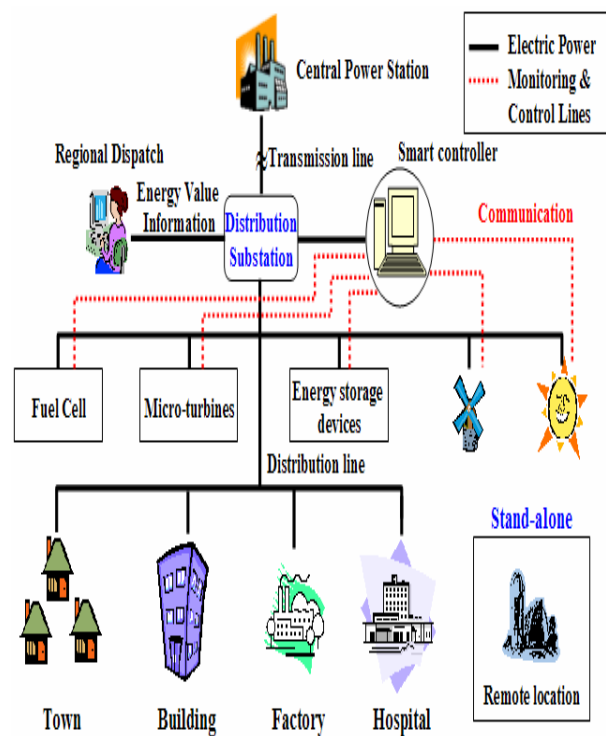 Central Power Station
Electric Power
Monitoring &
Control Lines
Regional Dispatch
Transmission line
Smart controller
Energy Value
Information
Distribution
Substation
Communication
Fuel Cell
Micro-turbines
Energy storage
devices
Distribution line
Stand-alone
Remote location
Town
Building
Factory
Hospital